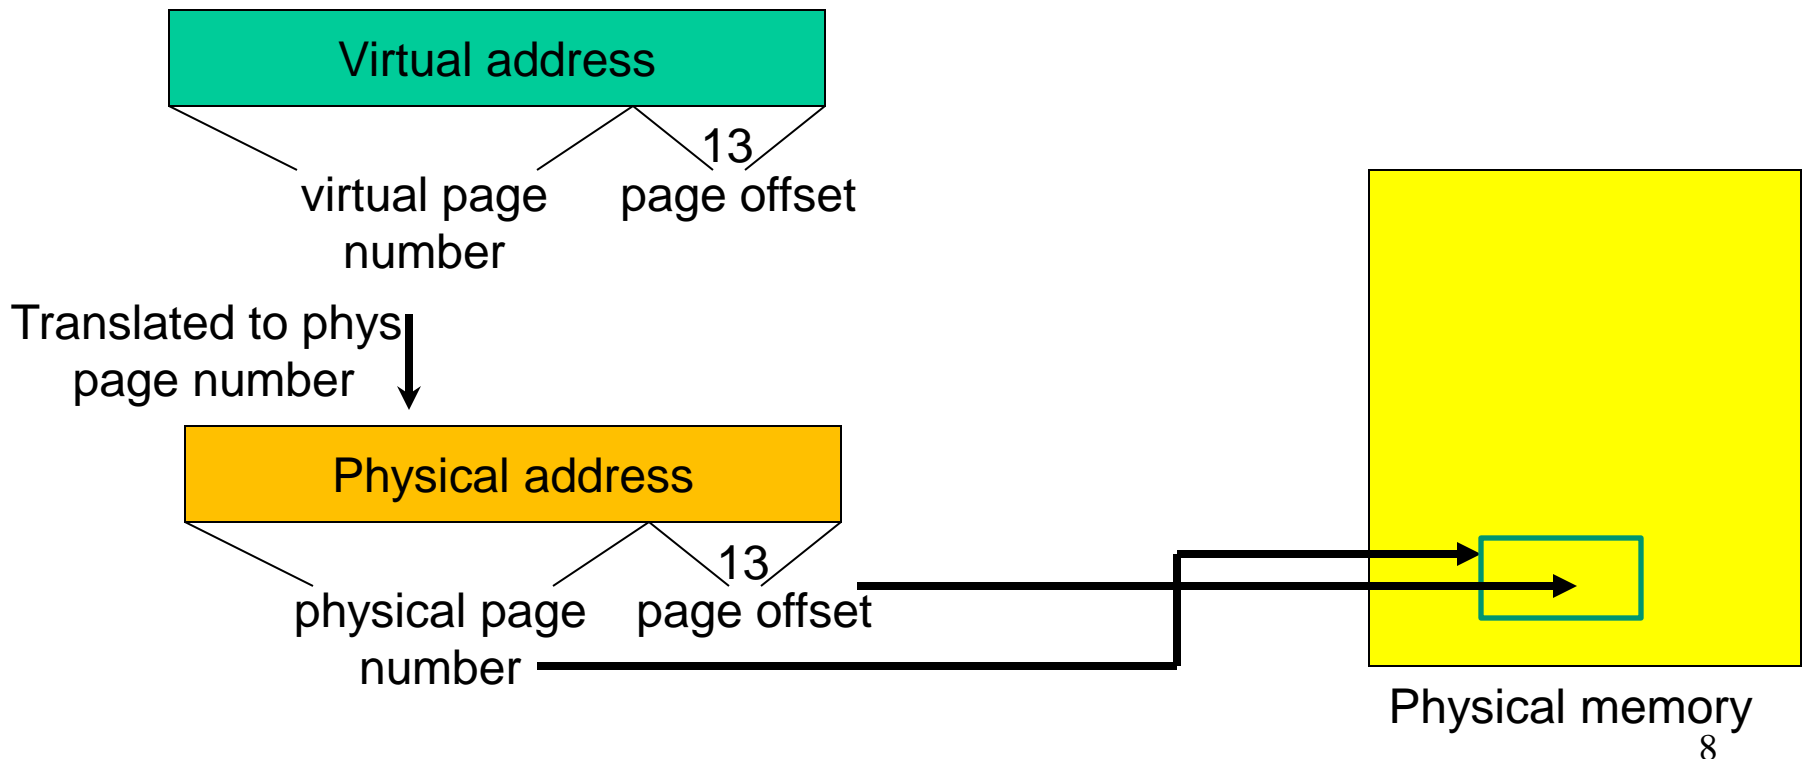 Virtual address
13
virtual page
number
page offset
Translated to phys
page number
Physical address
13
physical page
number
page offset
Physical memory
8